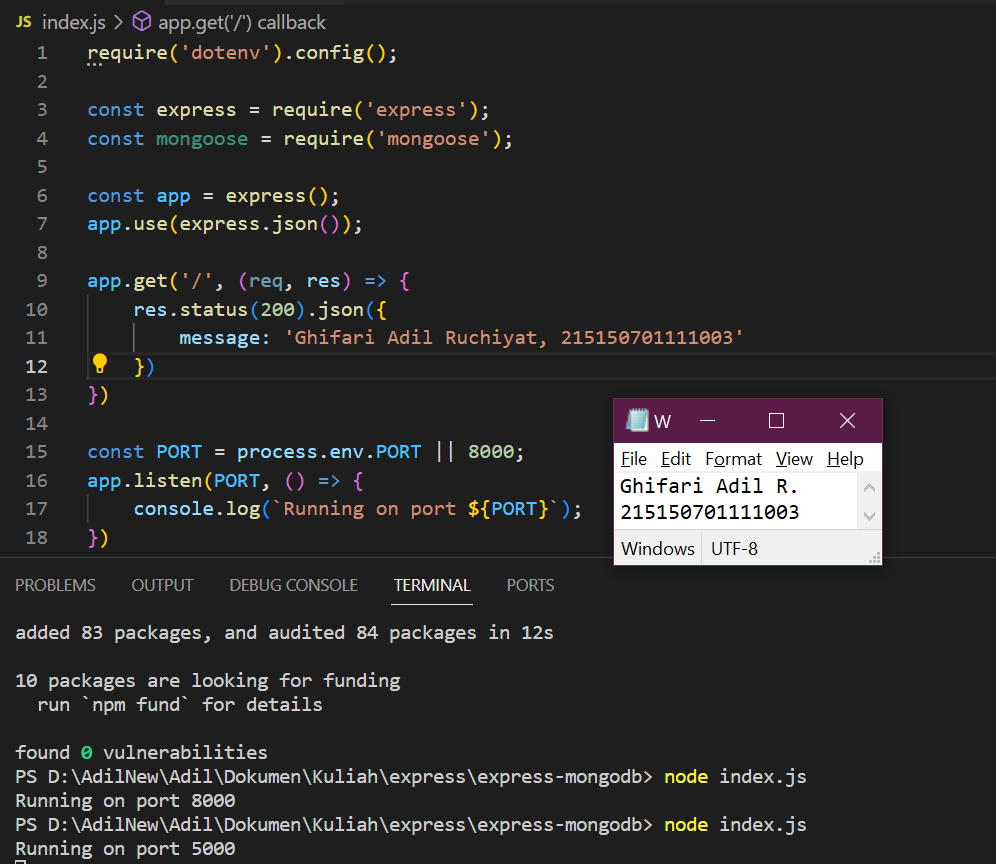 JS index.js > app.get('/') callback
1 require('dotenv').config();
2
3 const express = require('express');
4 const mongoose = require('mongoose');
5
6 const app = express();
7 app.use(express.json());
8
9 app.get('/', (req, res) => {
10 res.status(200).json({
11 message: 'Ghifari Adil Ruchiyat, 215150701111003'
12 })
13 })
14
15 const PORT = process.env.PORT || 8000;
16 app.listen(PORT, () => {
17 console.log(`Running on port ${PORT}`);
18 })
W
File Edit Format View Help
Ghifari Adil R.
215150701111003
Windows UTF-8
PROBLEMS OUTPUT DEBUG CONSOLE TERMINAL PORTS
added 83 packages, and audited 84 packages in 12s
10 packages are looking for funding
run `npm fund` for details
found 0 vulnerabilities
PS D:\AdilNew\Adil\Dokumen\Kuliah\express\express-mongodb> node index.js
Running on port 8000
PS D:\AdilNew\Adil\Dokumen\Kuliah\express\express-mongodb> node index.js
Running on port 5000